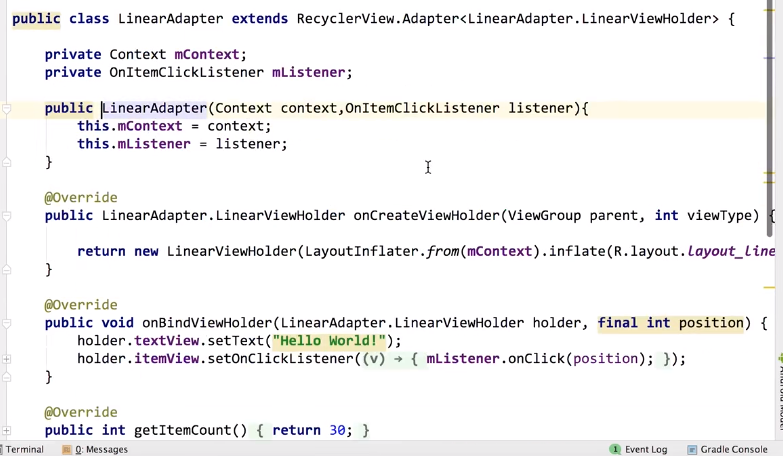 public class LinearAdapter extends RecyclerView.Adapter<LinearAdapter.LinearViewHolder> {
private Context mContext;
private OnItemClickListener mListener;
public LinearAdapter(Context context,OnItemClickListener listener){
this.mContext = context;
this.mListener = listener;
}
@Override
public LinearAdapter.LinearViewHolder onCreateViewHolder(ViewGroup parent, int viewType) {
return new LinearViewHolder(LayoutInflater.from(mContext).inflate(R.layout.layout_line
}
@Override
public void onBindViewHolder(LinearAdapter.LinearViewHolder holder, final int position) {
holder.textView.setText("Hello World!");
holder.itemView.setOnClickListener((v) → { mListener.onClick(position); });
}
@Override
public int getItemCount() { return 30; }
Terminal 0: Messages 1 Event Log Gradle Console